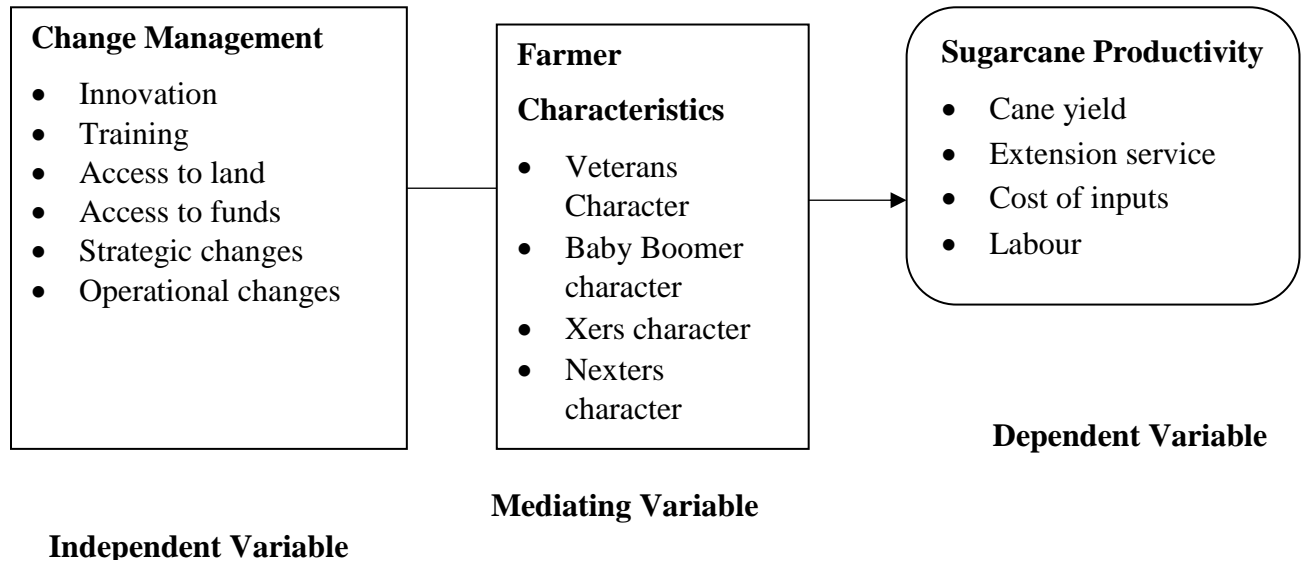 Change Management
• Innovation
• Training
• Access to land
• Access to funds
• Strategic changes
• Operational changes
Farmer
Characteristics
• Veterans
Character
• Baby Boomer
character
• Xers character
• Nexters
character
Sugarcane Productivity
• Cane yield
• Extension service
• Cost of inputs
• Labour
Dependent Variable
Mediating Variable
Independent Variable